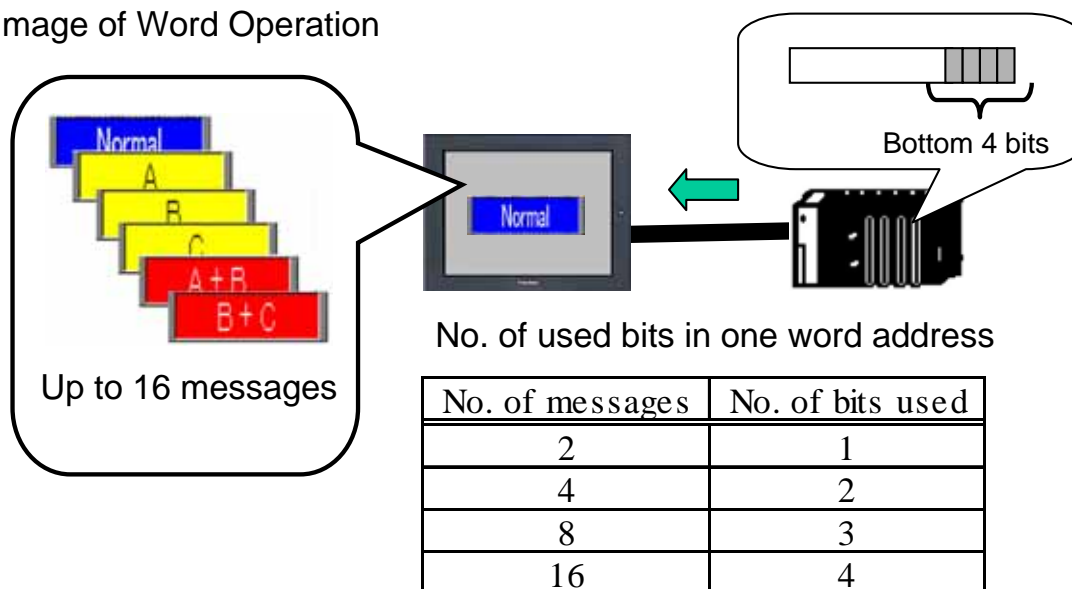 mage of Word Operation
Normal
A
B
C
A+B
B+C
Up to 16 messages
Normal
Bottom 4 bits
No. of used bits in one word address
No. of messages No. of bits used
2 1
4 2
8 3
16 4